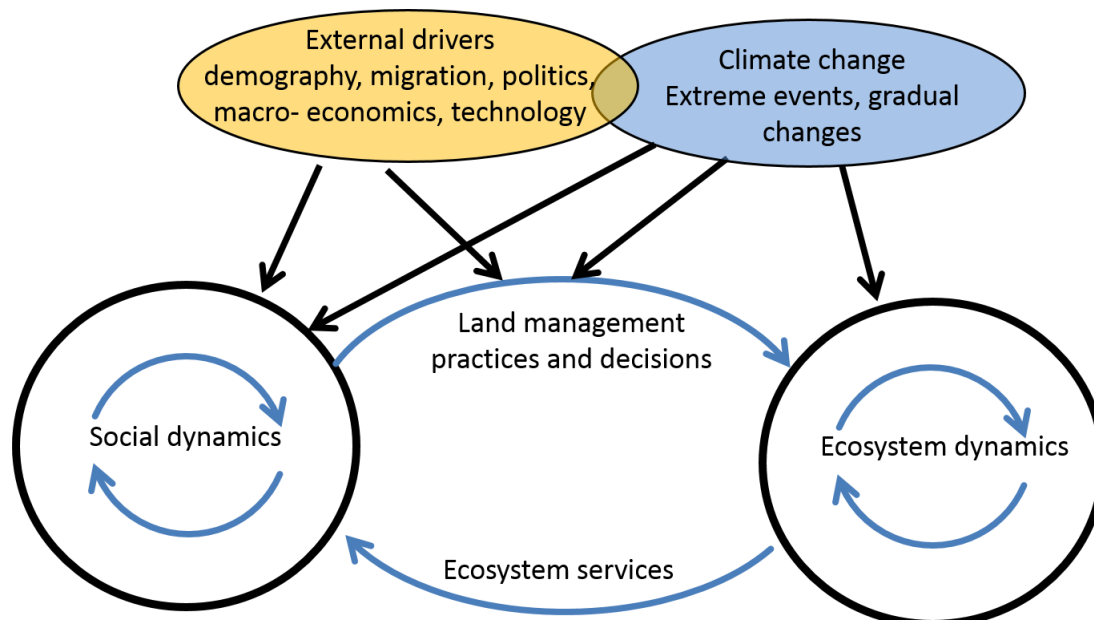 External drivers
demography, migration, politics,
macro- economics, technology
Climate change
Extreme events, gradual
changes
Land management
practices and decisions
Social dynamics
Ecosystem dynamics
Ecosystem services